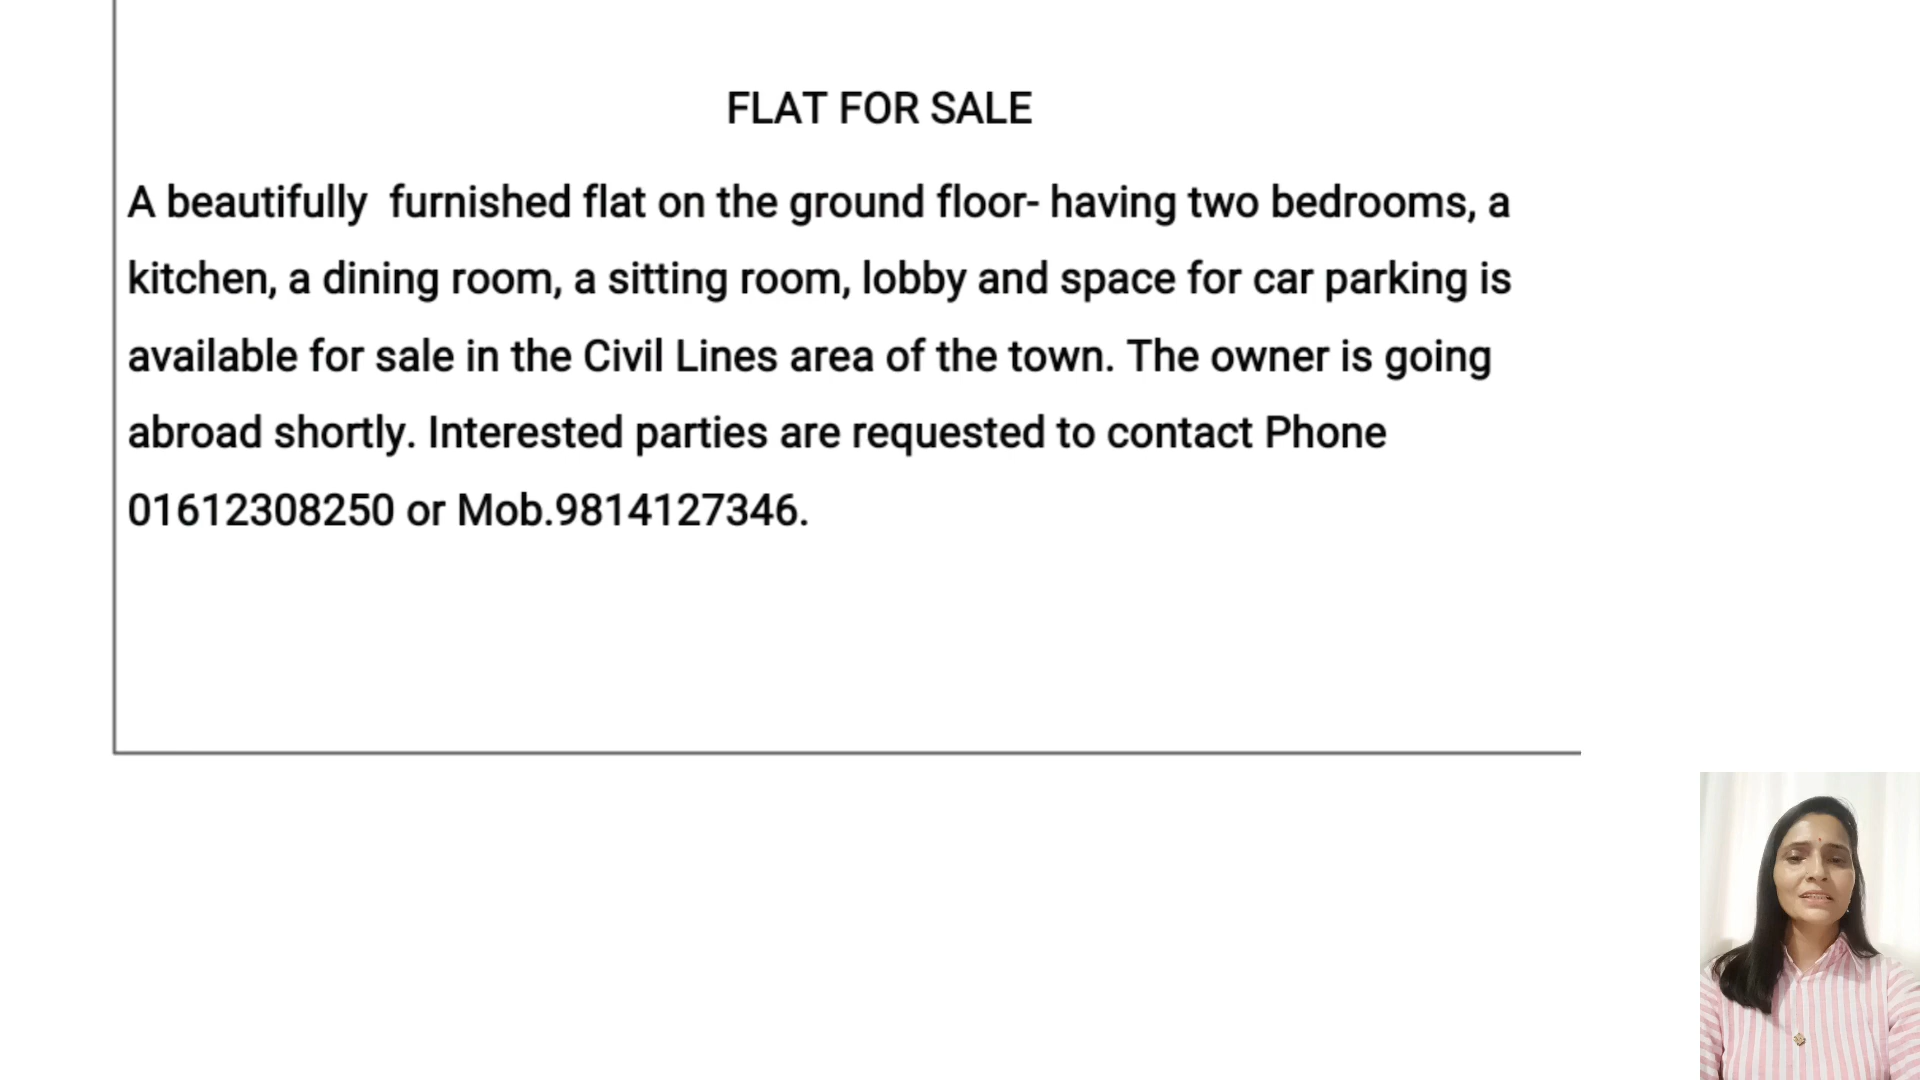 FLAT FOR SALE
A beautifully furnished flat on the ground floor- having two bedrooms, a
kitchen, a dining room, a sitting room, lobby and space for car parking is
available for sale in the Civil Lines area of the town. The owner is going
abroad shortly. Interested parties are requested to contact Phone
01612308250 or Mob.9814127346.